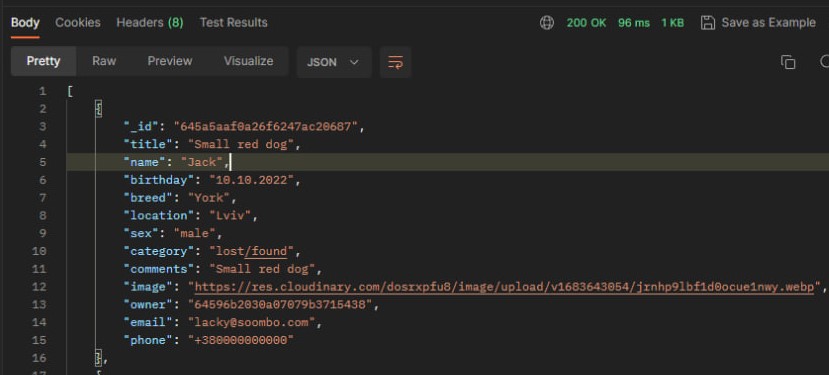 Body Cookies Headers (8) Test Results 200 OK 96 ms 1 KB Save as Example
Pretty Raw Preview Visualize JSON
1 [
2 {
3 "_id": "645a5aaf0a26f6247ac20687",
4 "title": "Small red dog",
5 "name": "Jack",
6 "birthday": "10.10.2022",
7 "breed": "York",
8 "location": "Lviv",
9 "sex": "male",
10 "category": "lost/found",
11 "comments": "Small red dog",
12 "image": "https://res.cloudinary.com/dosrxpfu8/image/upload/v1683643054/jrnhp9lbf1d0ocue1nwy.webp",
13 "owner": "64596b2030a07079b3715438",
14 "email": "lacky@soombo.com",
15 "phone": "+380000000000"
16 },
17 {